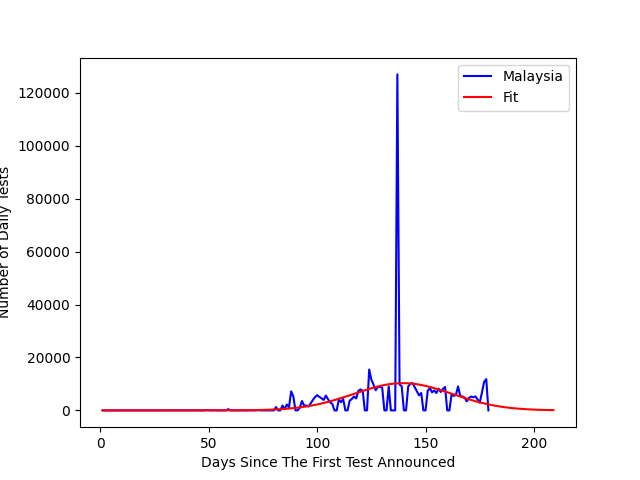 Malaysia
Fit
120000
100000
80000
60000
40000
20000
0
Number of Daily Tests
0 50 100 150 200
Days Since The First Test Announced